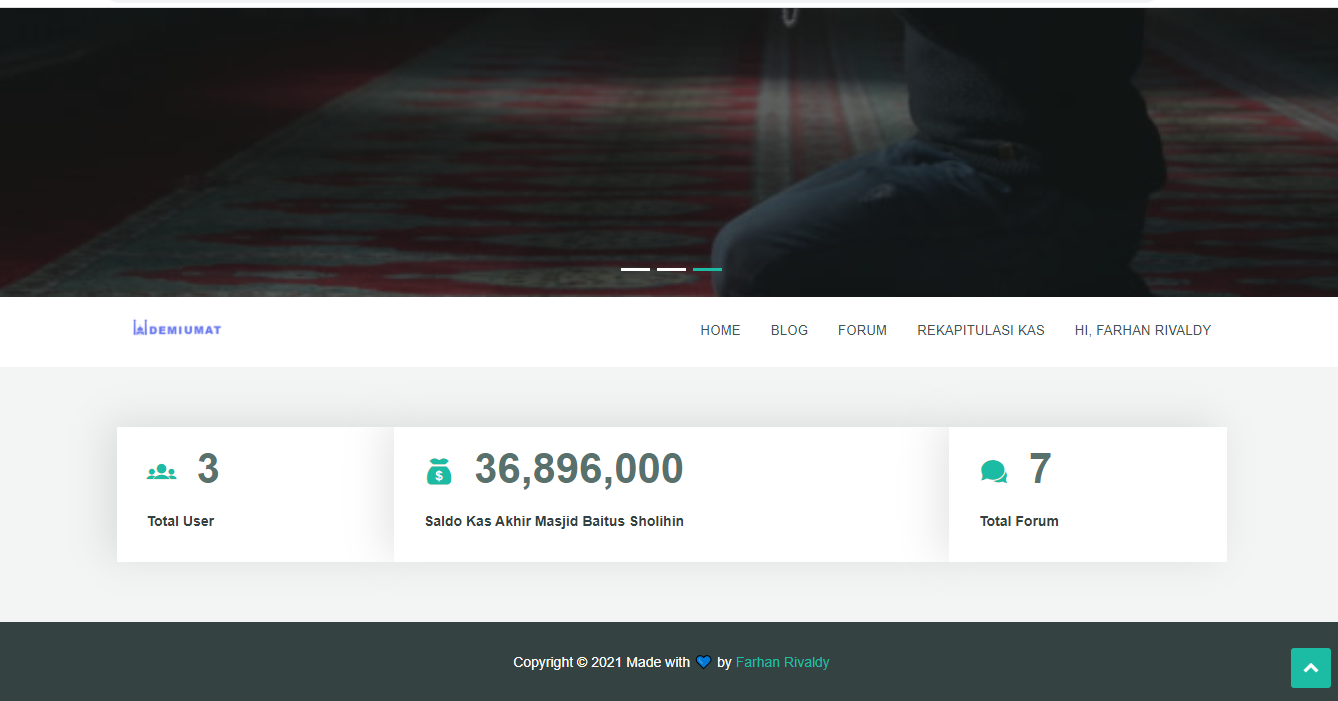 DEMIUMAT
HOME BLOG FORUM REKAPITULASI KAS HI, FARHAN RIVALDY
3
Total User
36,896,000
Saldo Kas Akhir Masjid Baitus Sholihin
7
Total Forum
Copyright © 2021 Made with 💙 by Farhan Rivaldy